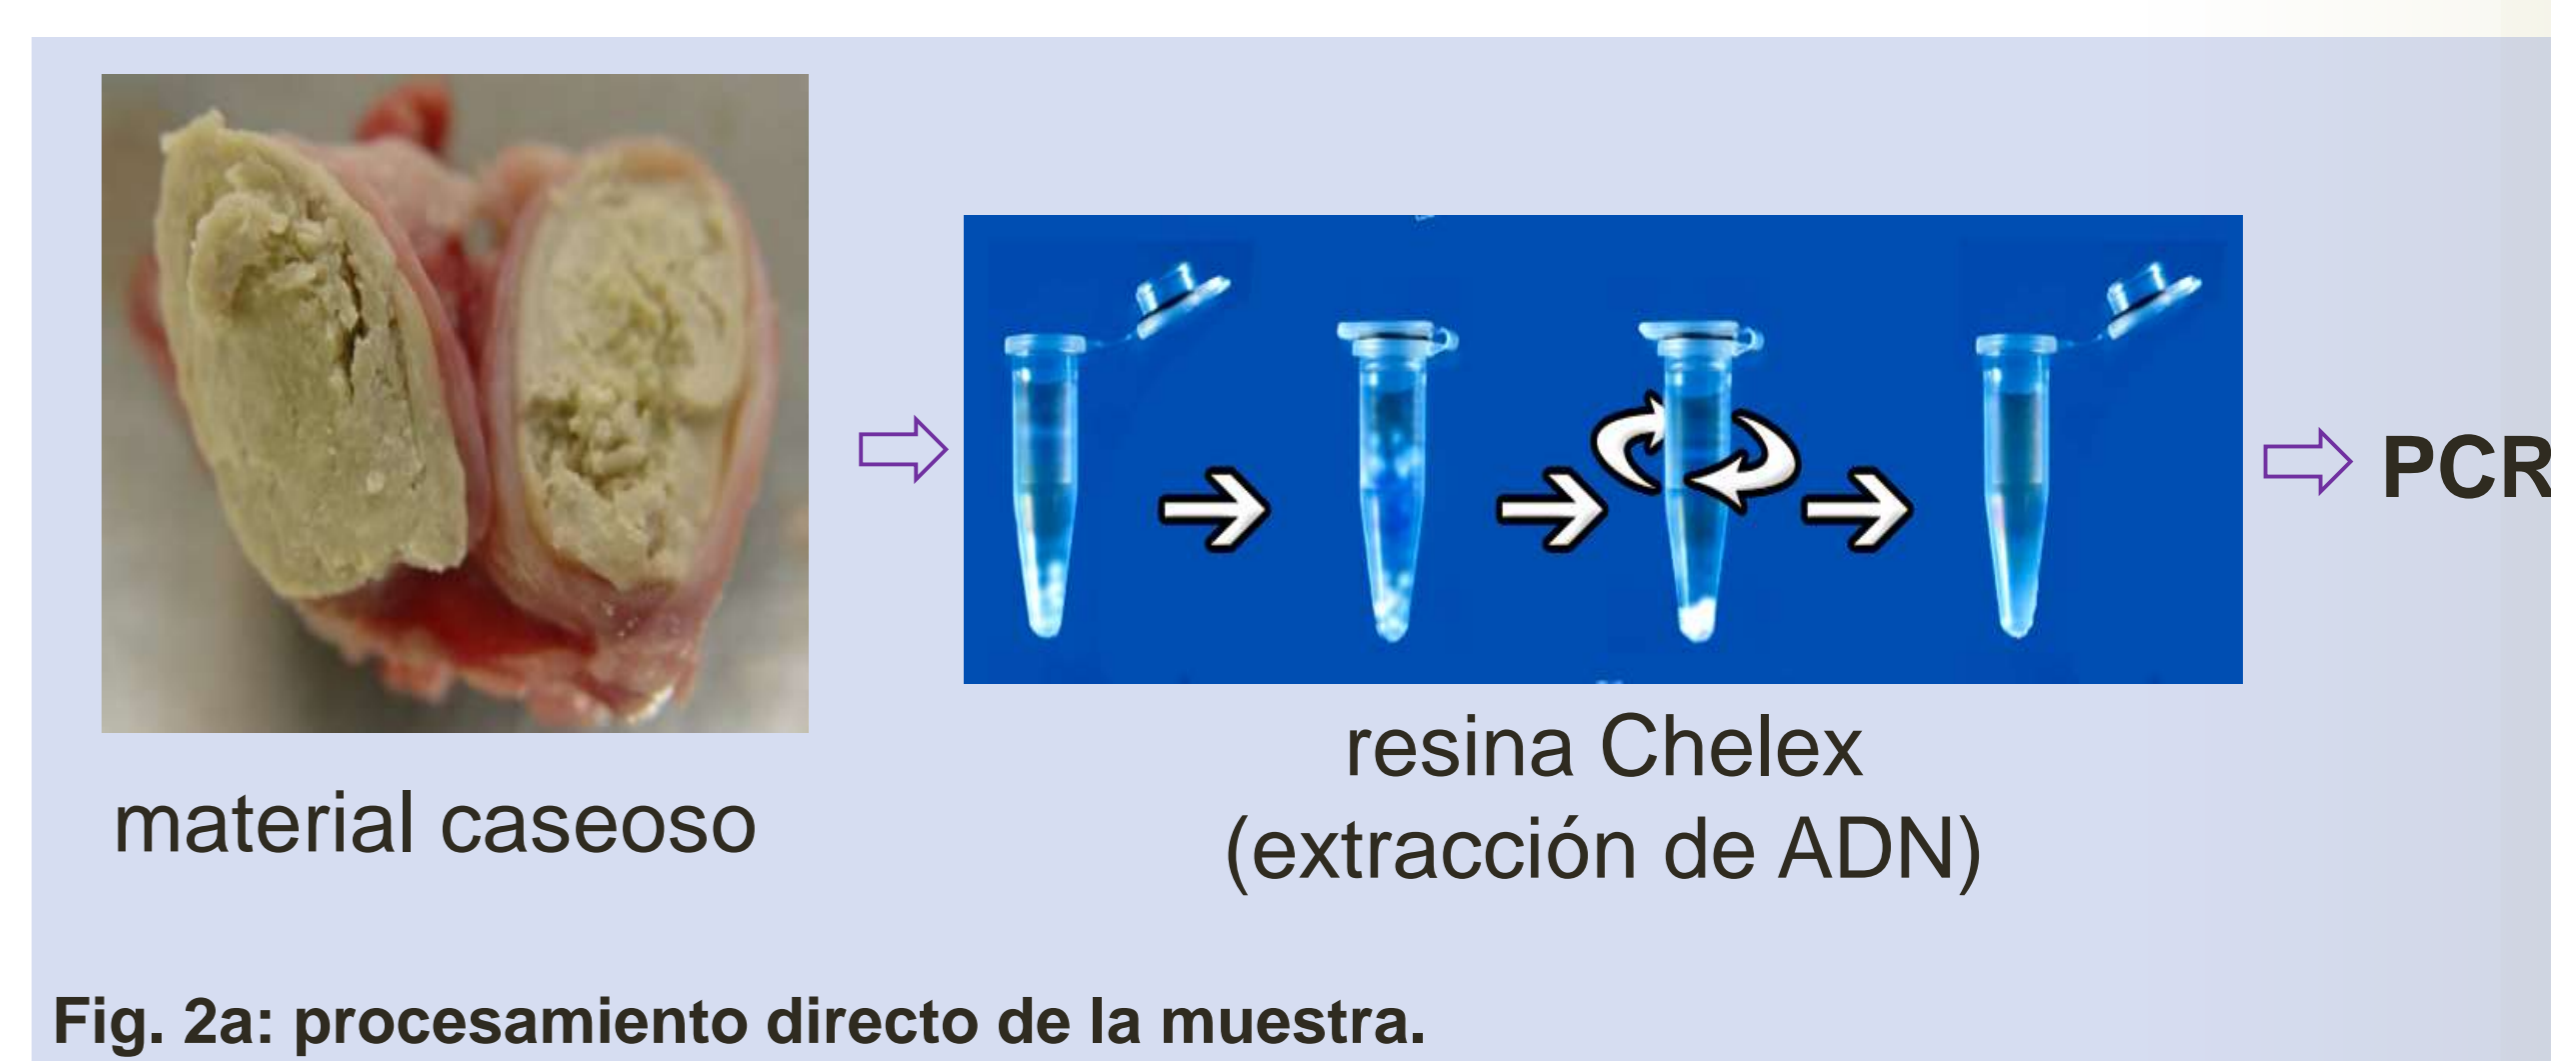 PCR
resina Chelex
material caseoso
(extracción de ADN)
Fig. 2a: procesamiento directo de la muestra.